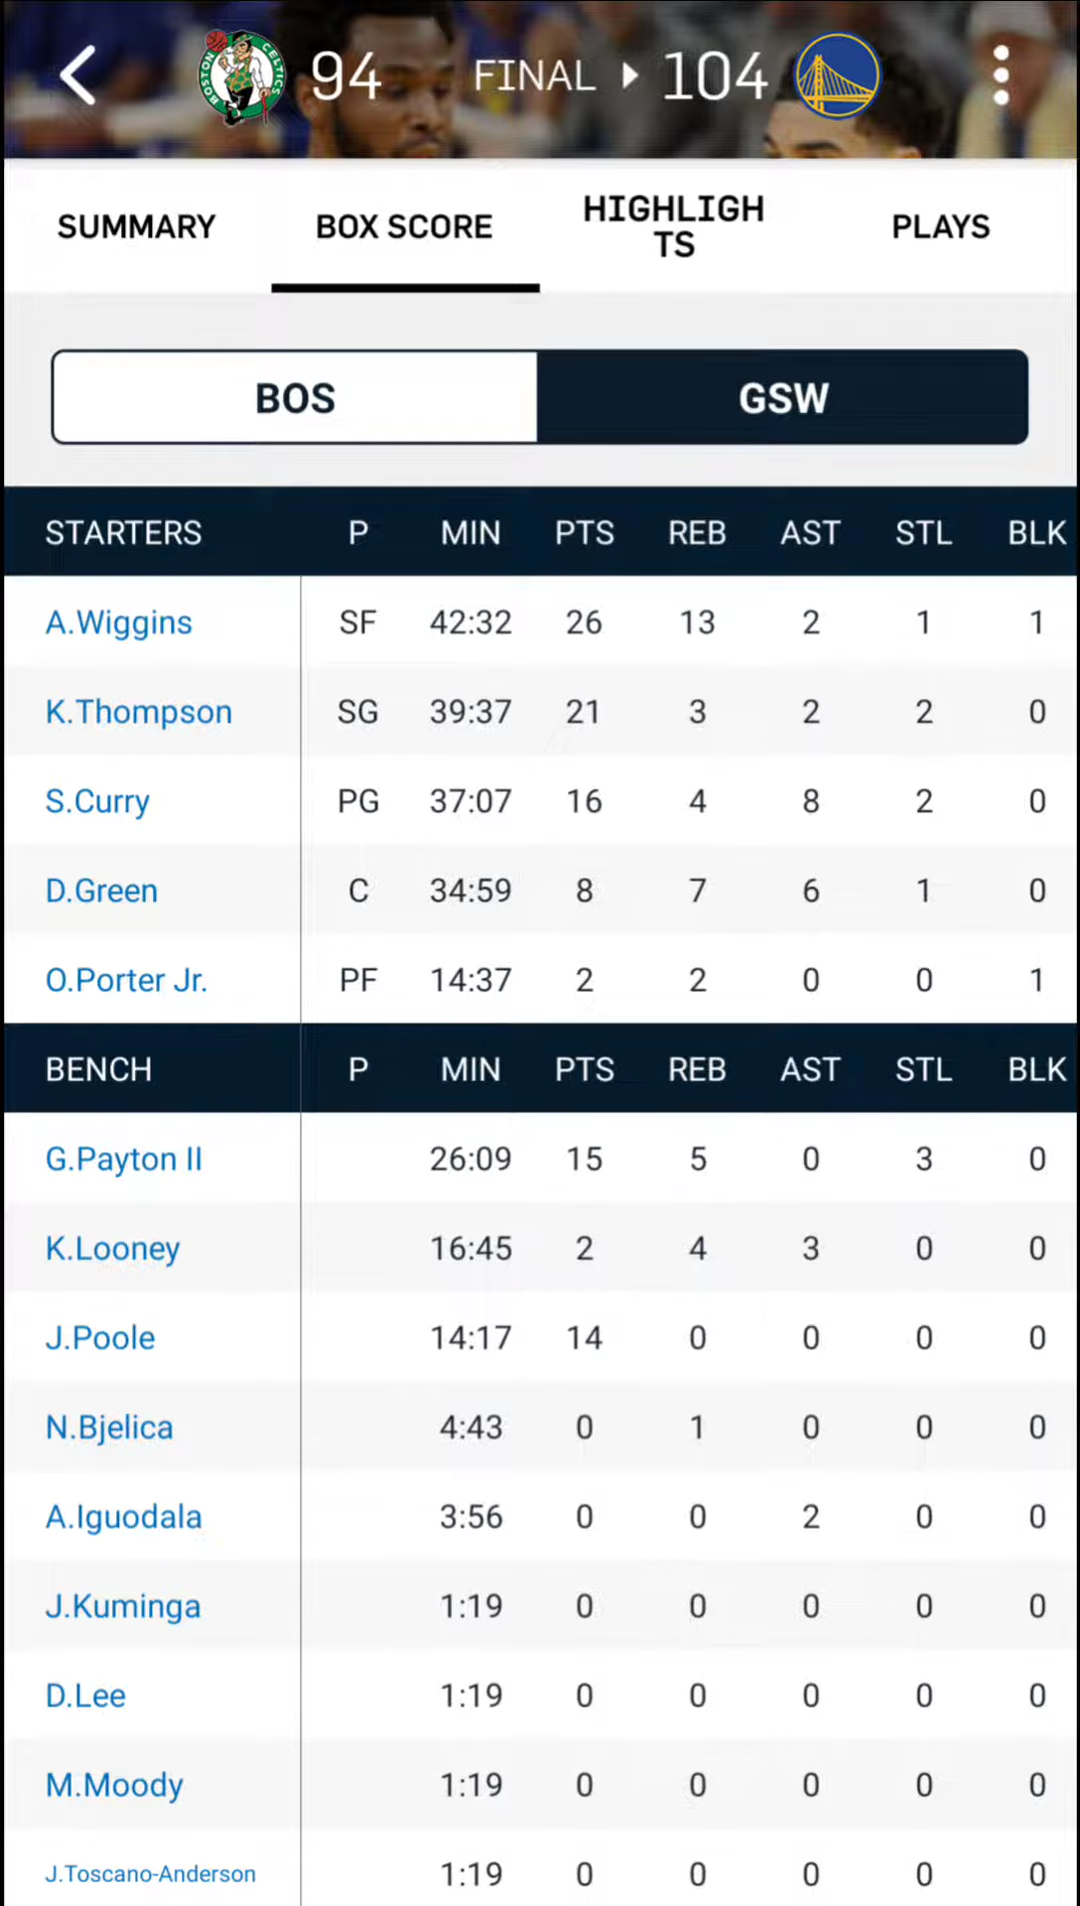 BOSTON CELTICS 94 FINAL 104
SUMMARY BOX SCORE HIGHLIGH
TS PLAYS
BOS GSW
STARTERS P MIN PTS REB AST STL BLK
A.Wiggins SF 42:32 26 13 2 1 1
K.Thompson SG 39:37 21 3 2 2 0
S.Curry PG 37:07 16 4 8 2 0
D.Green C 34:59 8 7 6 1 0
O.Porter Jr. PF 14:37 2 2 0 0 1
BENCH P MIN PTS REB AST STL BLK
G.Payton II 26:09 15 5 0 3 0
K.Looney 16:45 2 4 3 0 0
J.Poole 14:17 14 0 0 0 0
N.Bjelica 4:43 0 1 0 0 0
A.Iguodala 3:56 0 0 2 0 0
J.Kuminga 1:19 0 0 0 0 0
D.Lee 1:19 0 0 0 0 0
M.Moody 1:19 0 0 0 0 0
J.Toscano-Anderson 1:19 0 0 0 0 0